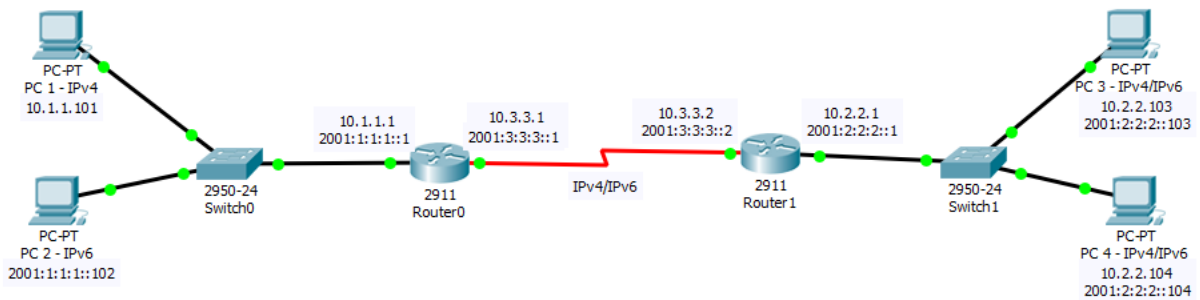 PC-PT
PC 1 - IPv4
10.1.1.101
PC-PT
PC 2 - IPv6
2001:1:1:1::102
2950-24
Switch0
10.1.1.1
2001:1:1:1::1
2911
Router0
10.3.3.1
2001:3:3:3::1
IPv4/IPv6
10.3.3.2
2001:3:3:3::2
2911
Router1
10.2.2.1
2001:2:2:2::1
2950-24
Switch1
PC-PT
PC 3 - IPv4/IPv6
10.2.2.103
2001:2:2:2::103
PC-PT
PC 4 - IPv4/IPv6
10.2.2.104
2001:2:2:2::104